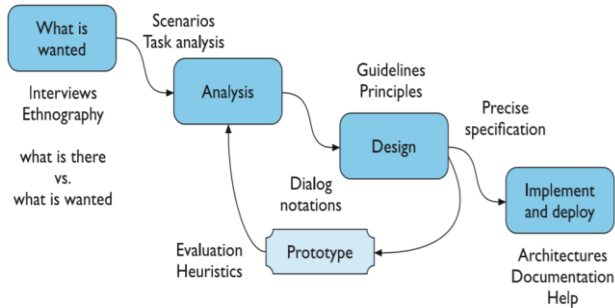 What is
wanted
Scenarios
Task analysis
Interviews
Ethnography
what is there
vs.
what is wanted
Analysis
Guidelines
Principles
Design
Precise
specification
Dialog
notations
Implement
and deploy
Evaluation
Heuristics
Prototype
Architectures
Documentation
Help